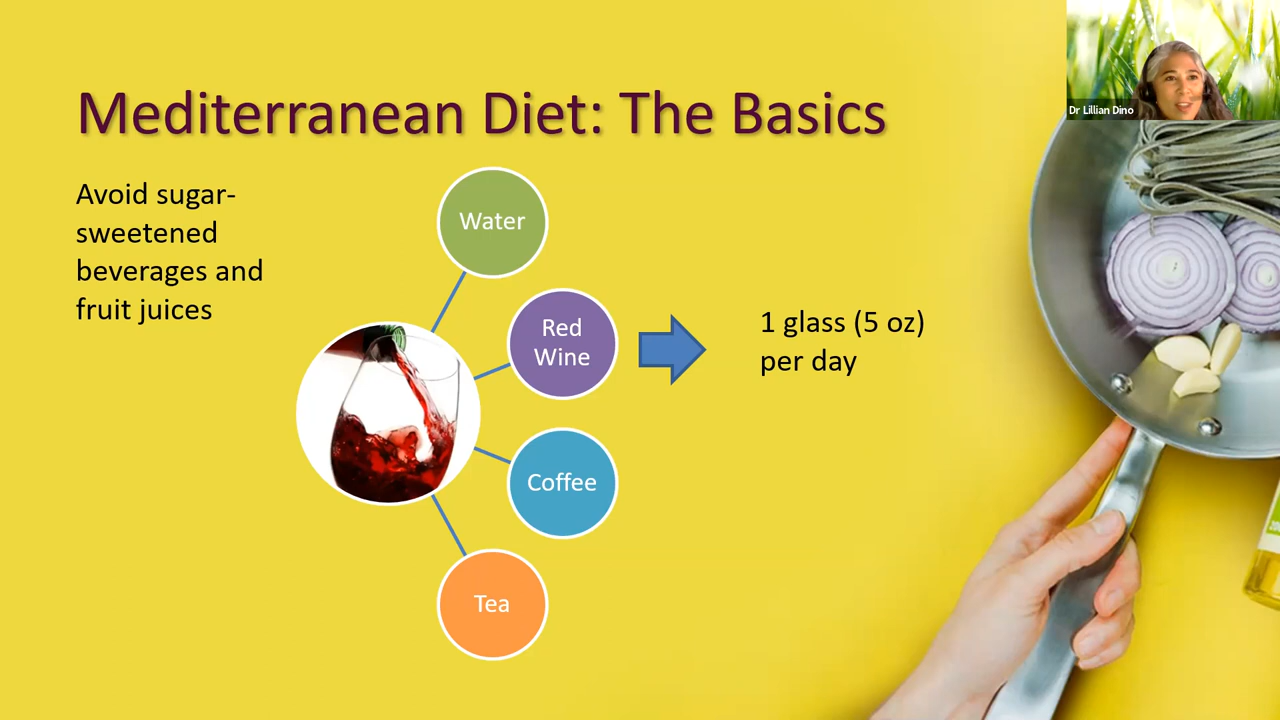 Mediterranean Diet: The Basics
Dr Lillian Dino
Avoid sugar-
sweetened
beverages and
fruit juices
Water
Red
Wine
1 glass (5 oz)
per day
Coffee
Tea